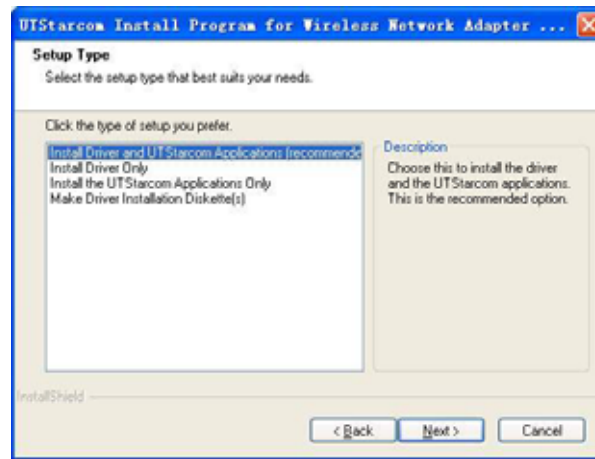 UTStarcom Install Program for Wireless Network Adapter ...
Setup Type
Select the setup type that best suits your needs.
Click the type of setup you prefer.
Install Driver and UTStarcom Applications (recommende
Install Driver Only
Install the UTStarcom Applications Only
Make Driver Installation Diskette(s)
Description
Choose this to install the driver
and the UTStarcom applications.
This is the recommended option.
InstallShield
< Back Next > Cancel